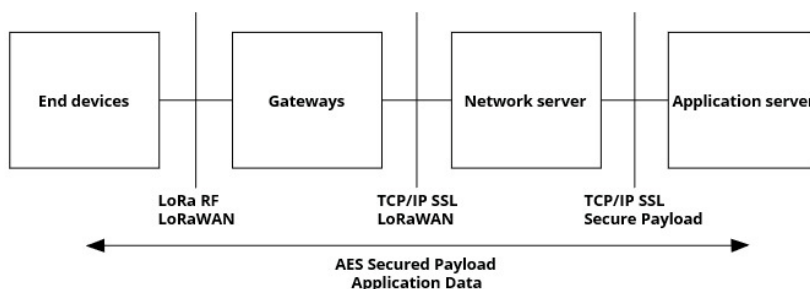 End devices
Gateways
Network server
Application server
LoRa RF
LoRaWAN
TCP/IP SSL
LoRaWAN
TCP/IP SSL
Secure Payload
AES Secured Payload
Application Data